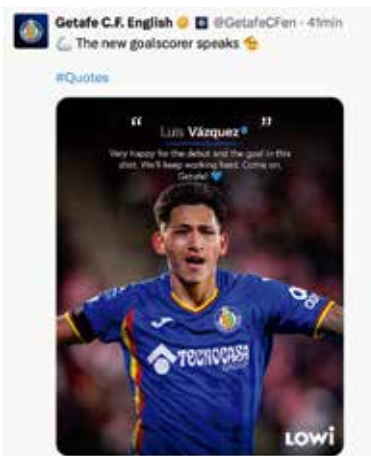 Getafe C.F. English @GetafeCFen · 41min
The new goalscorer speaks
#Quotes
“ ”
Luis Vázquez
Very happy for the debut and the goal in this
shirt. We'll keep working hard. Come on,
Getafe!
TECNOCASA
LOWI